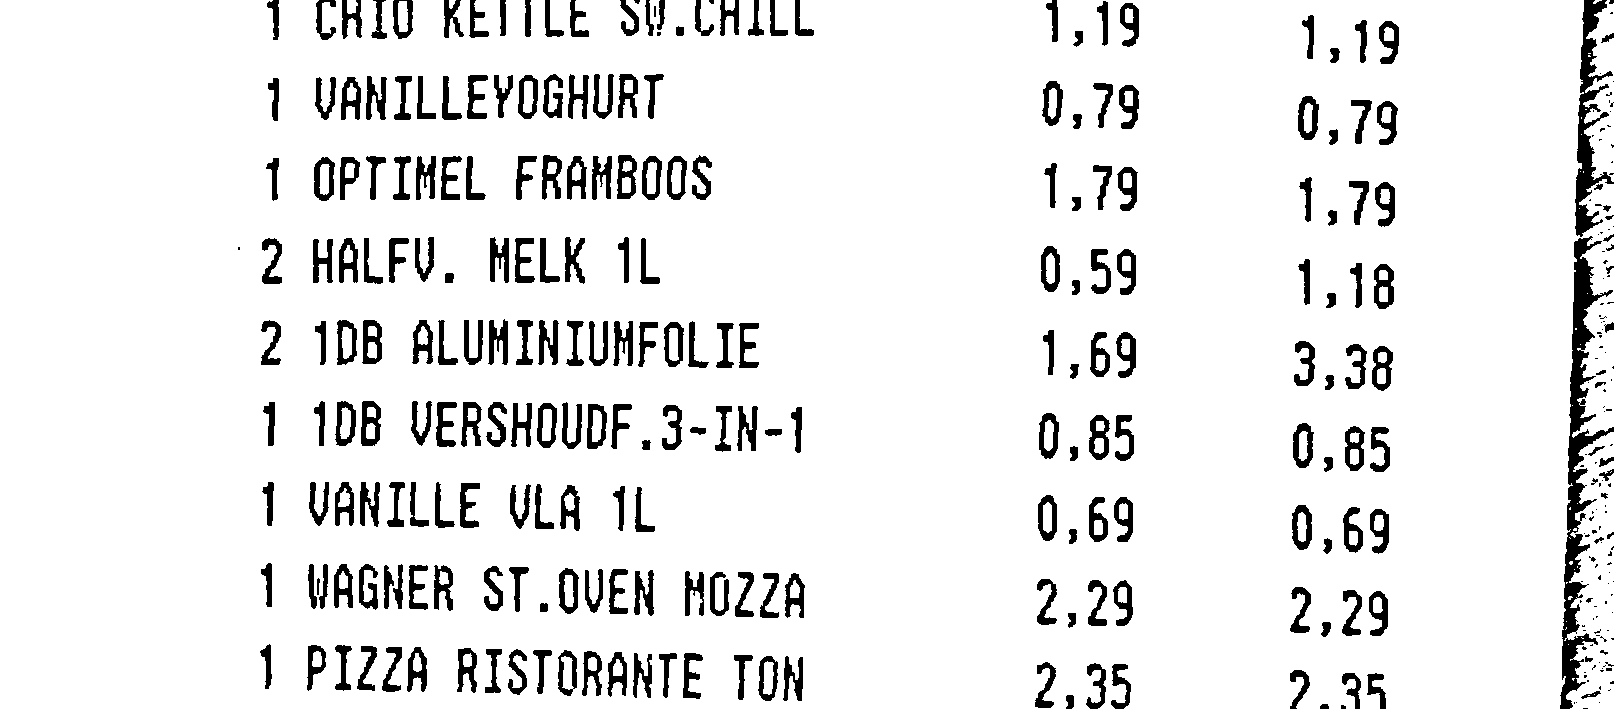 1 CHIO KETTLE SW.CHILL 1,19 1,19
1 VANILLEYOGHURT 0,79 0,79
1 OPTIMEL FRAMBOOS 1,79 1,79
2 HALFV. MELK 1L 0,59 1,18
2 1DB ALUMINIUMFOLIE 1,69 3,38
1 1DB VERSHOUDF.3-IN-1 0,85 0,85
1 VANILLE VLA 1L 0,69 0,69
1 WAGNER ST.OVEN MOZZA 2,29 2,29
1 PIZZA RISTORANTE TON 2,35 2,35